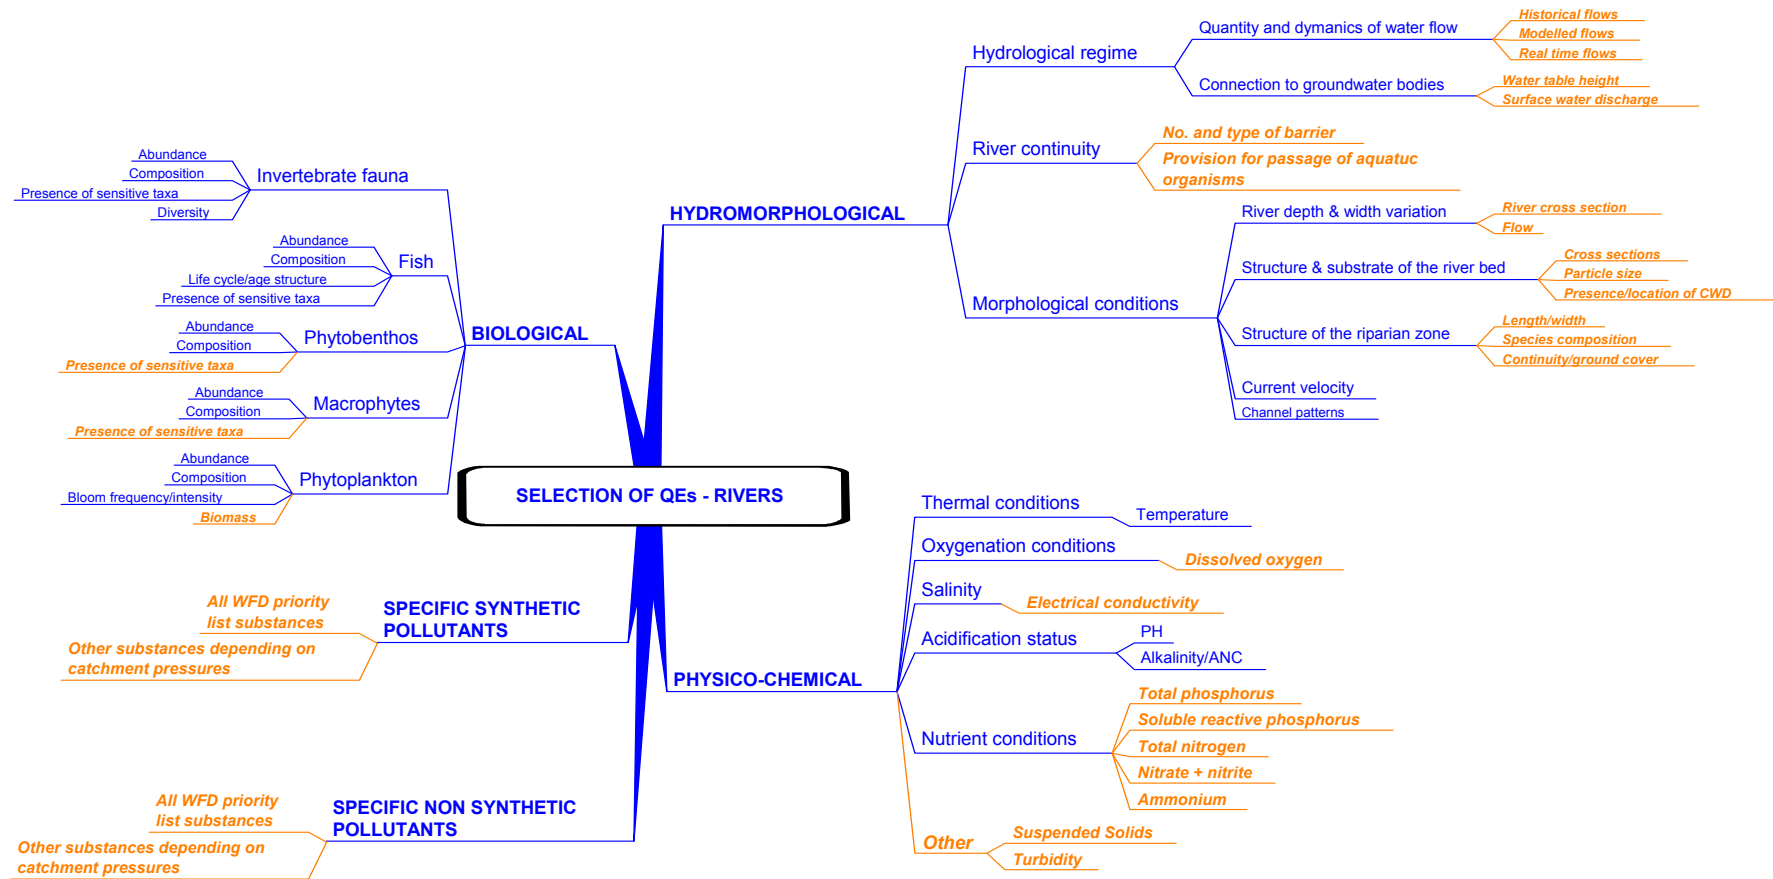 SELECTION OF QEs - RIVERS
BIOLOGICAL
Invertebrate fauna
Abundance
Composition
Presence of sensitive taxa
Diversity
Fish
Abundance
Composition
Life cycle/age structure
Presence of sensitive taxa
Phytobenthos
Abundance
Composition
Presence of sensitive taxa
Macrophytes
Abundance
Composition
Presence of sensitive taxa
Phytoplankton
Abundance
Composition
Bloom frequency/intensity
Biomass
SPECIFIC SYNTHETIC
POLLUTANTS
All WFD priority
list substances
Other substances depending on
catchment pressures
SPECIFIC NON SYNTHETIC
POLLUTANTS
All WFD priority
list substances
Other substances depending on
catchment pressures
HYDROMORPHOLOGICAL
Hydrological regime
Quantity and dymanics of water flow
Historical flows
Modelled flows
Real time flows
Connection to groundwater bodies
Water table height
Surface water discharge
River continuity
No. and type of barrier
Provision for passage of aquatuc
organisms
Morphological conditions
River depth & width variation
River cross section
Flow
Structure & substrate of the river bed
Cross sections
Particle size
Presence/location of CWD
Structure of the riparian zone
Length/width
Species composition
Continuity/ground cover
Current velocity
Channel patterns
PHYSICO-CHEMICAL
Thermal conditions
Temperature
Oxygenation conditions
Dissolved oxygen
Salinity
Electrical conductivity
Acidification status
PH
Alkalinity/ANC
Nutrient conditions
Total phosphorus
Soluble reactive phosphorus
Total nitrogen
Nitrate + nitrite
Ammonium
Other
Suspended Solids
Turbidity